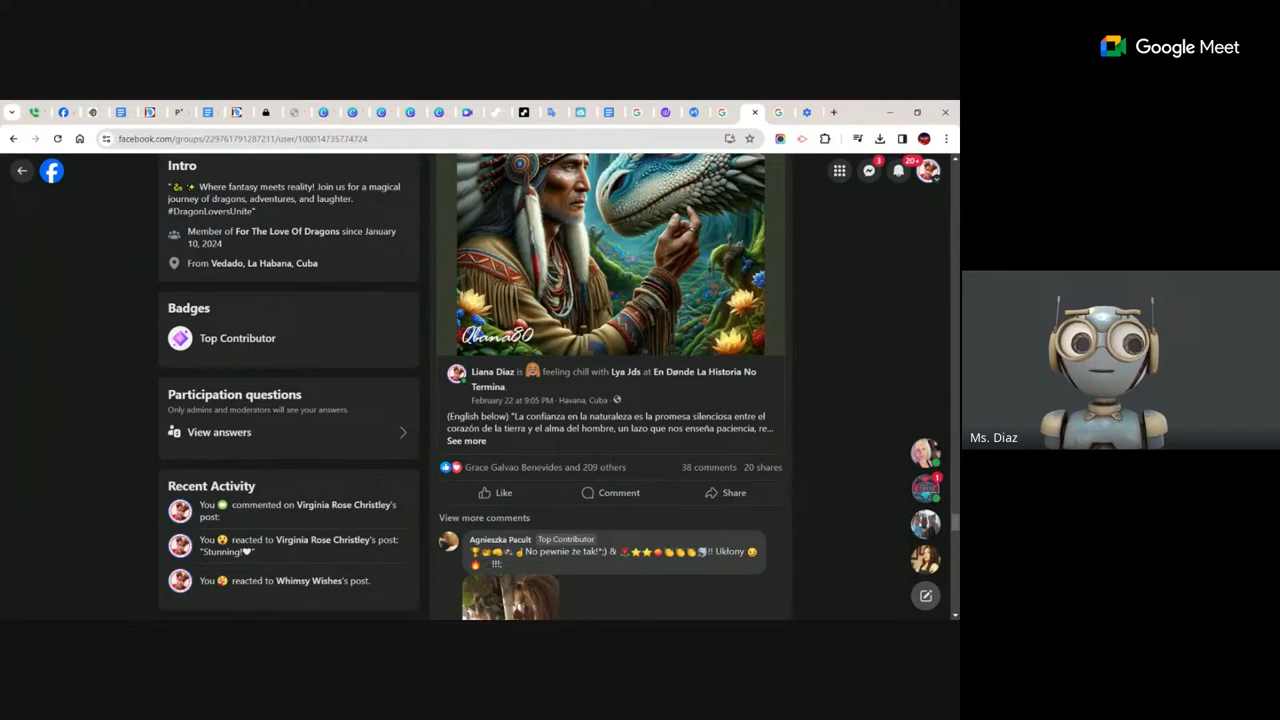 Google Meet
facebook.com/groups/229761791287211/user/100014735774724
Intro
"🐉 ✨ Where fantasy meets reality! Join us for a magical
journey of dragons, adventures, and laughter.
#DragonLoversUnite"
Member of For The Love Of Dragons since January
10, 2024
From Vedado, La Habana, Cuba
Badges
Top Contributor
Participation questions
Only admins and moderators will see your answers.
View answers
Recent Activity
You commented on Virginia Rose Christley's
post:
You 😮 reacted to Virginia Rose Christley's post:
"Stunning!🖤"
You 🥰 reacted to Whimsy Wishes's post.
Qbana80
Liana Diaz is feeling chill with Lya Jds at En Dønde La Historia No
Termina.
February 22 at 9:05 PM · Havana, Cuba ·
(English below) "La confianza en la naturaleza es la promesa silenciosa entre el
corazón de la tierra y el alma del hombre, un lazo que nos enseña paciencia, re...
See more
Grace Galvao Benevides and 209 others 38 comments 20 shares
Like Comment Share
View more comments
Agnieszka Pacult Top Contributor
No pewnie że tak!*;) & !! Ukłony
!!!;
3
20+
1
Ms. Diaz